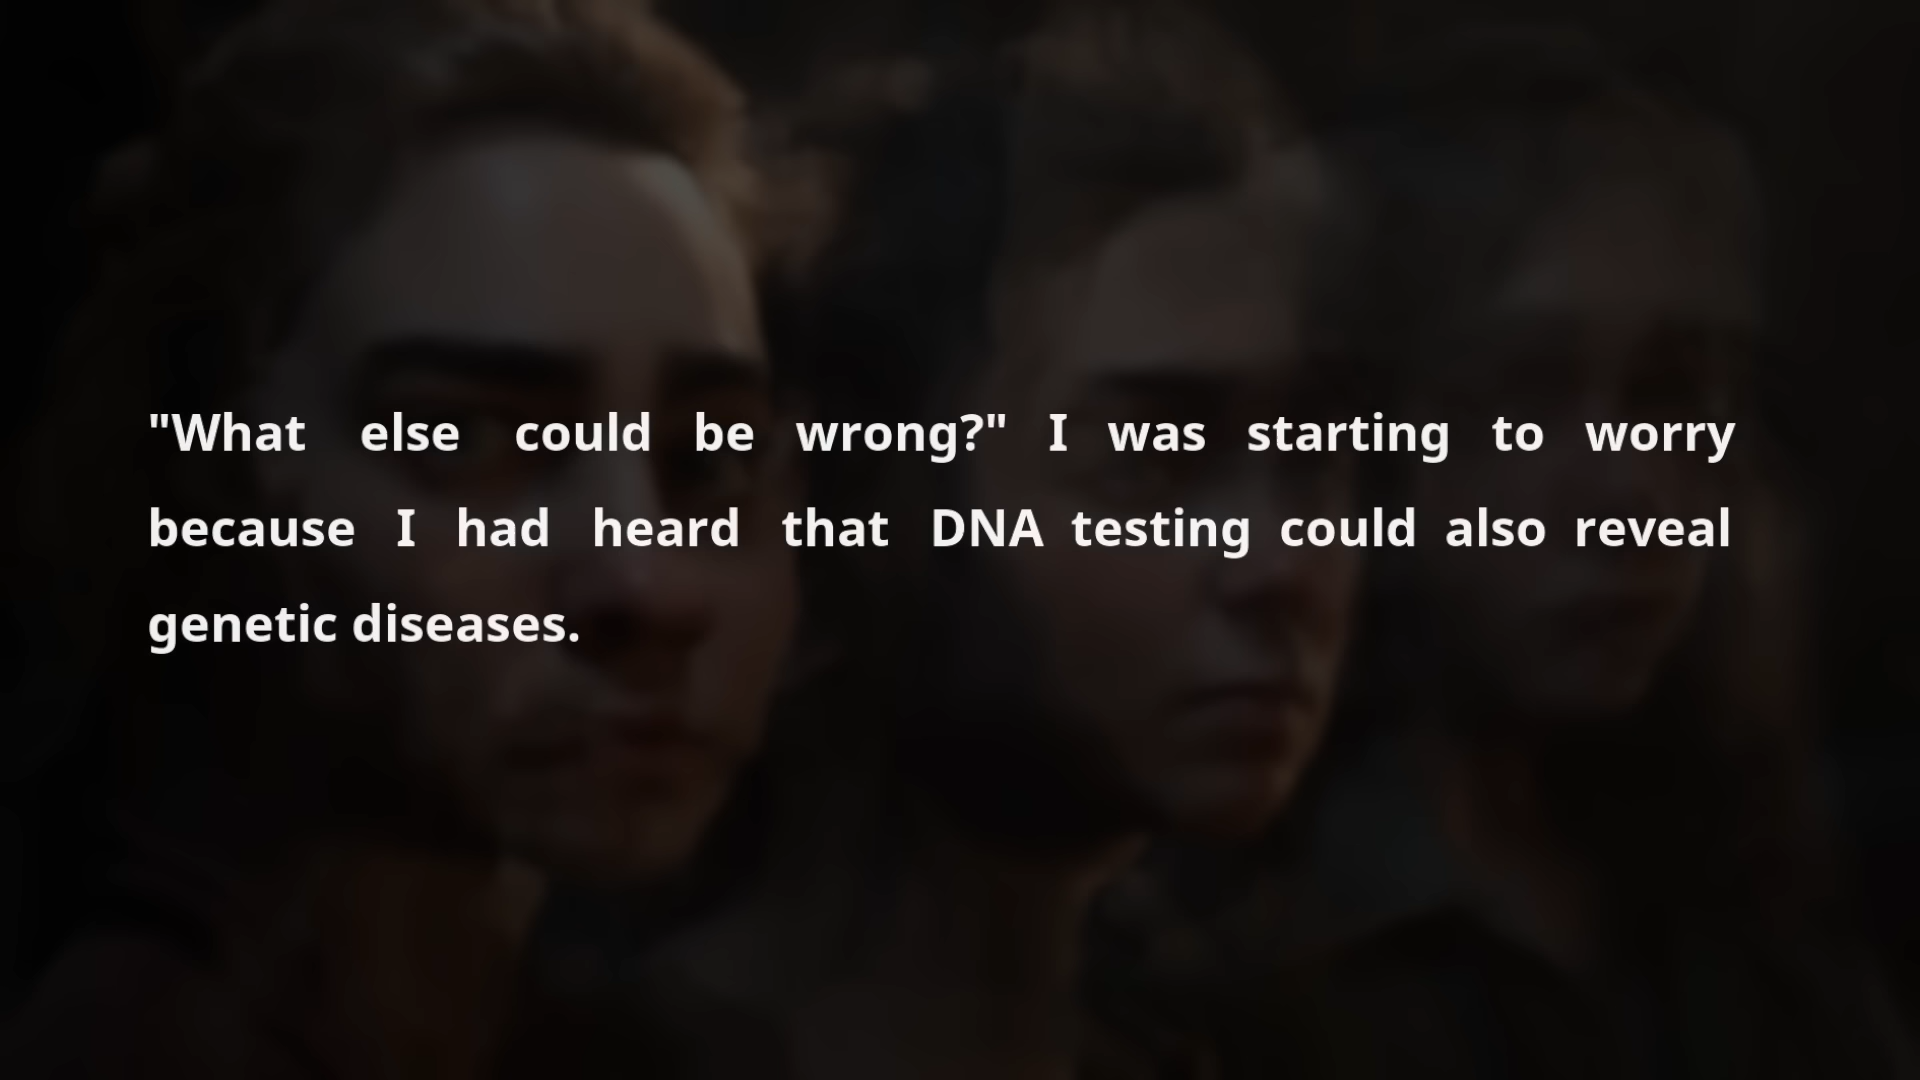 "What else could be wrong?" I was starting to worry
because I had heard that DNA testing could also reveal
genetic diseases.